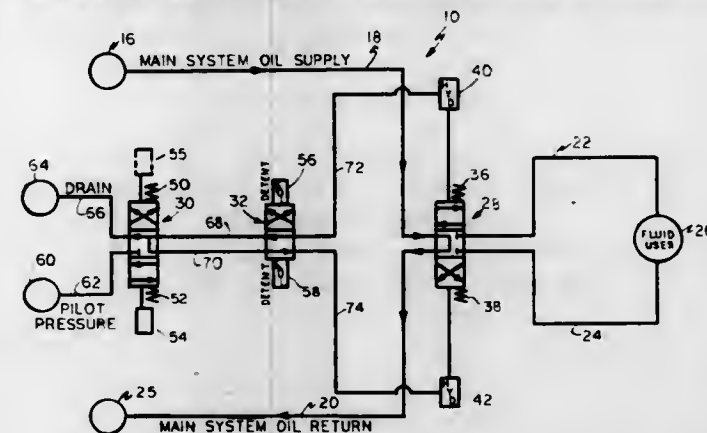 10
16
MAIN SYSTEM OIL SUPPLY
18
40
HYD
55
64
50
56
72
36
22
DRAIN
30
32
DETENT
28
66
68
FLUID
USER
26
60
62
70
52
DETENT
58
74
38
PILOT
PRESSURE
54
24
25
20
HYD
42
MAIN SYSTEM OIL RETURN